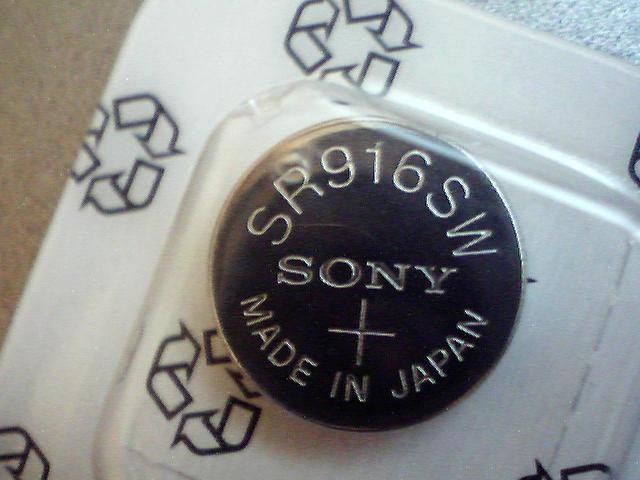 SR916SW
SONY
+
MADE IN JAPAN